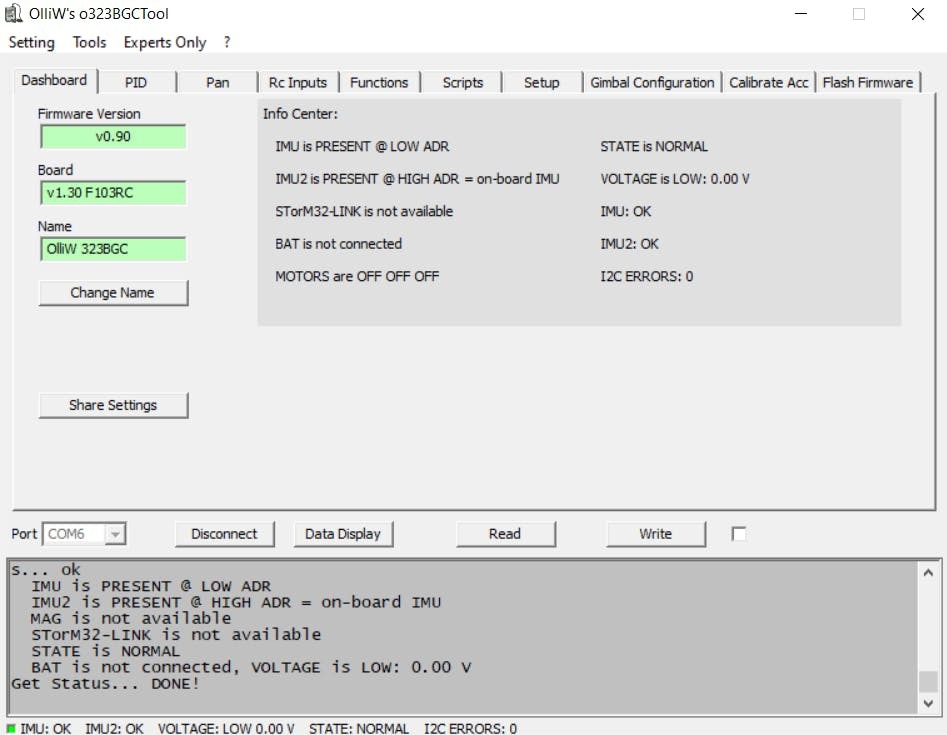 OlliW's o323BGCTool
Setting Tools Experts Only ?
Dashboard PID Pan Rc Inputs Functions Scripts Setup Gimbal Configuration Calibrate Acc Flash Firmware
Firmware Version
v0.90
Board
v1.30 F103RC
Name
OlliW 323BGC
Change Name
Share Settings
Info Center:
IMU is PRESENT @ LOW ADR
IMU2 is PRESENT @ HIGH ADR = on-board IMU
STorM32-LINK is not available
BAT is not connected
MOTORS are OFF OFF OFF
STATE is NORMAL
VOLTAGE is LOW: 0.00 V
IMU: OK
IMU2: OK
I2C ERRORS: 0
Port COM6 Disconnect Data Display Read Write
s... ok
IMU is PRESENT @ LOW ADR
IMU2 is PRESENT @ HIGH ADR = on-board IMU
MAG is not available
STorM32-LINK is not available
STATE is NORMAL
BAT is not connected, VOLTAGE is LOW: 0.00 V
Get Status... DONE!
IMU: OK IMU2: OK VOLTAGE: LOW 0.00 V STATE: NORMAL I2C ERRORS: 0